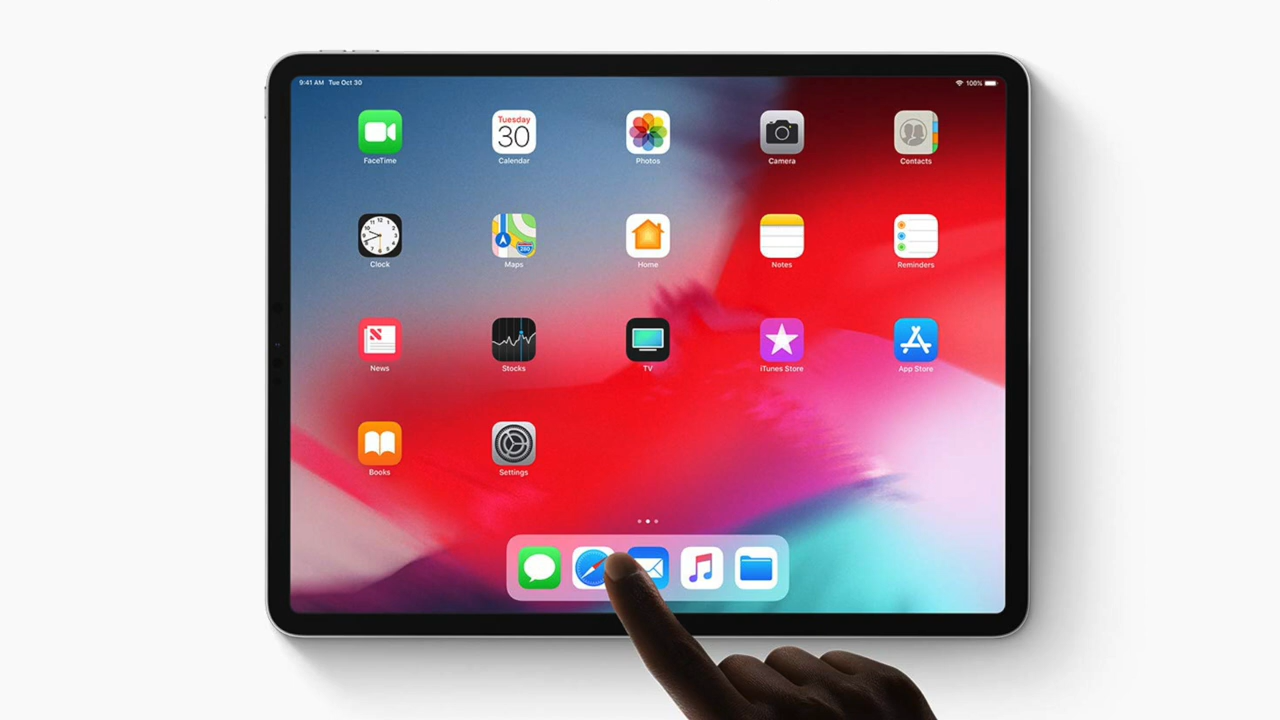 9:41 AM Tue Oct 30
100%
Tuesday
30
FaceTime
Calendar
Photos
Camera
Contacts
Clock
Maps
280
Home
Notes
Reminders
News
Stocks
TV
iTunes Store
App Store
Books
Settings